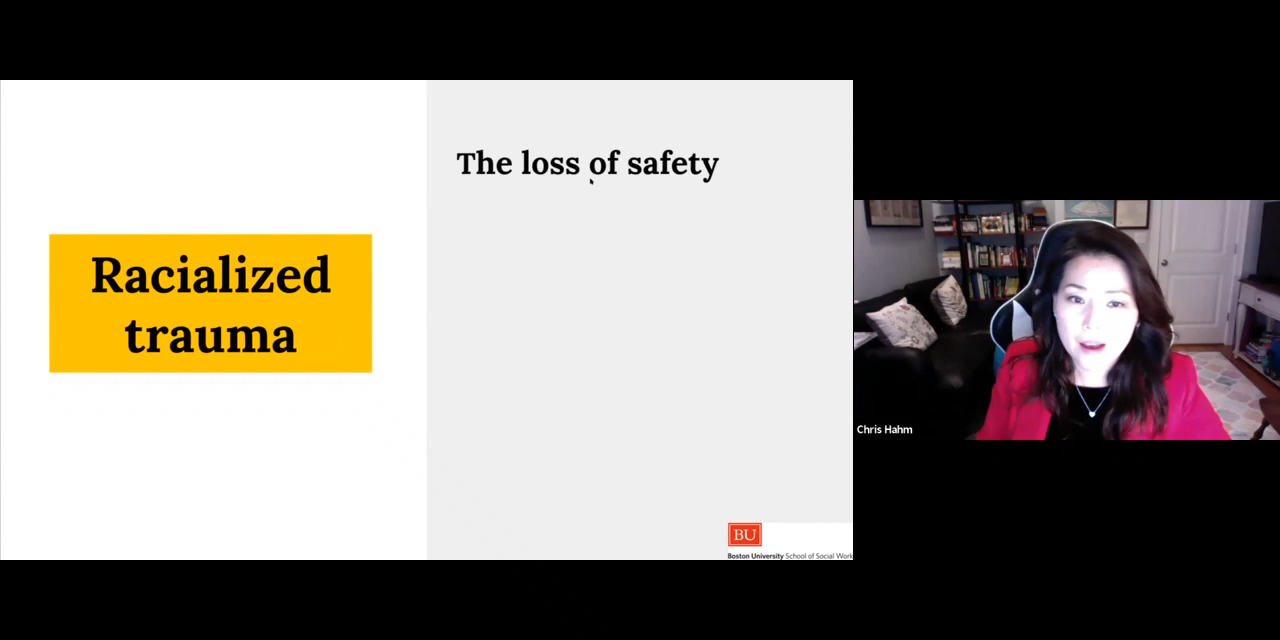 Racialized
trauma
The loss of safety
BU
Boston University School of Social Work
Chris Hahm